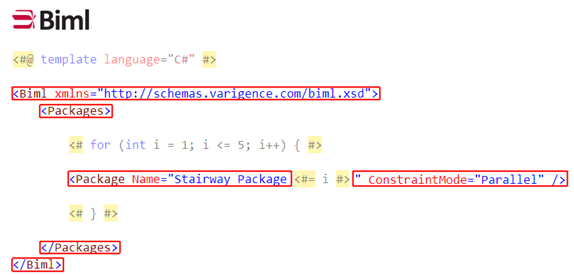 Biml
<#@ template language="C#" #>
<Biml xmlns="http://schemas.varigence.com/biml.xsd">
<Packages>
<# for (int i = 1; i <= 5; i++) { #>
<Package Name="Stairway Package <#= i #>" ConstraintMode="Parallel" />
<# } #>
</Packages>
</Biml>